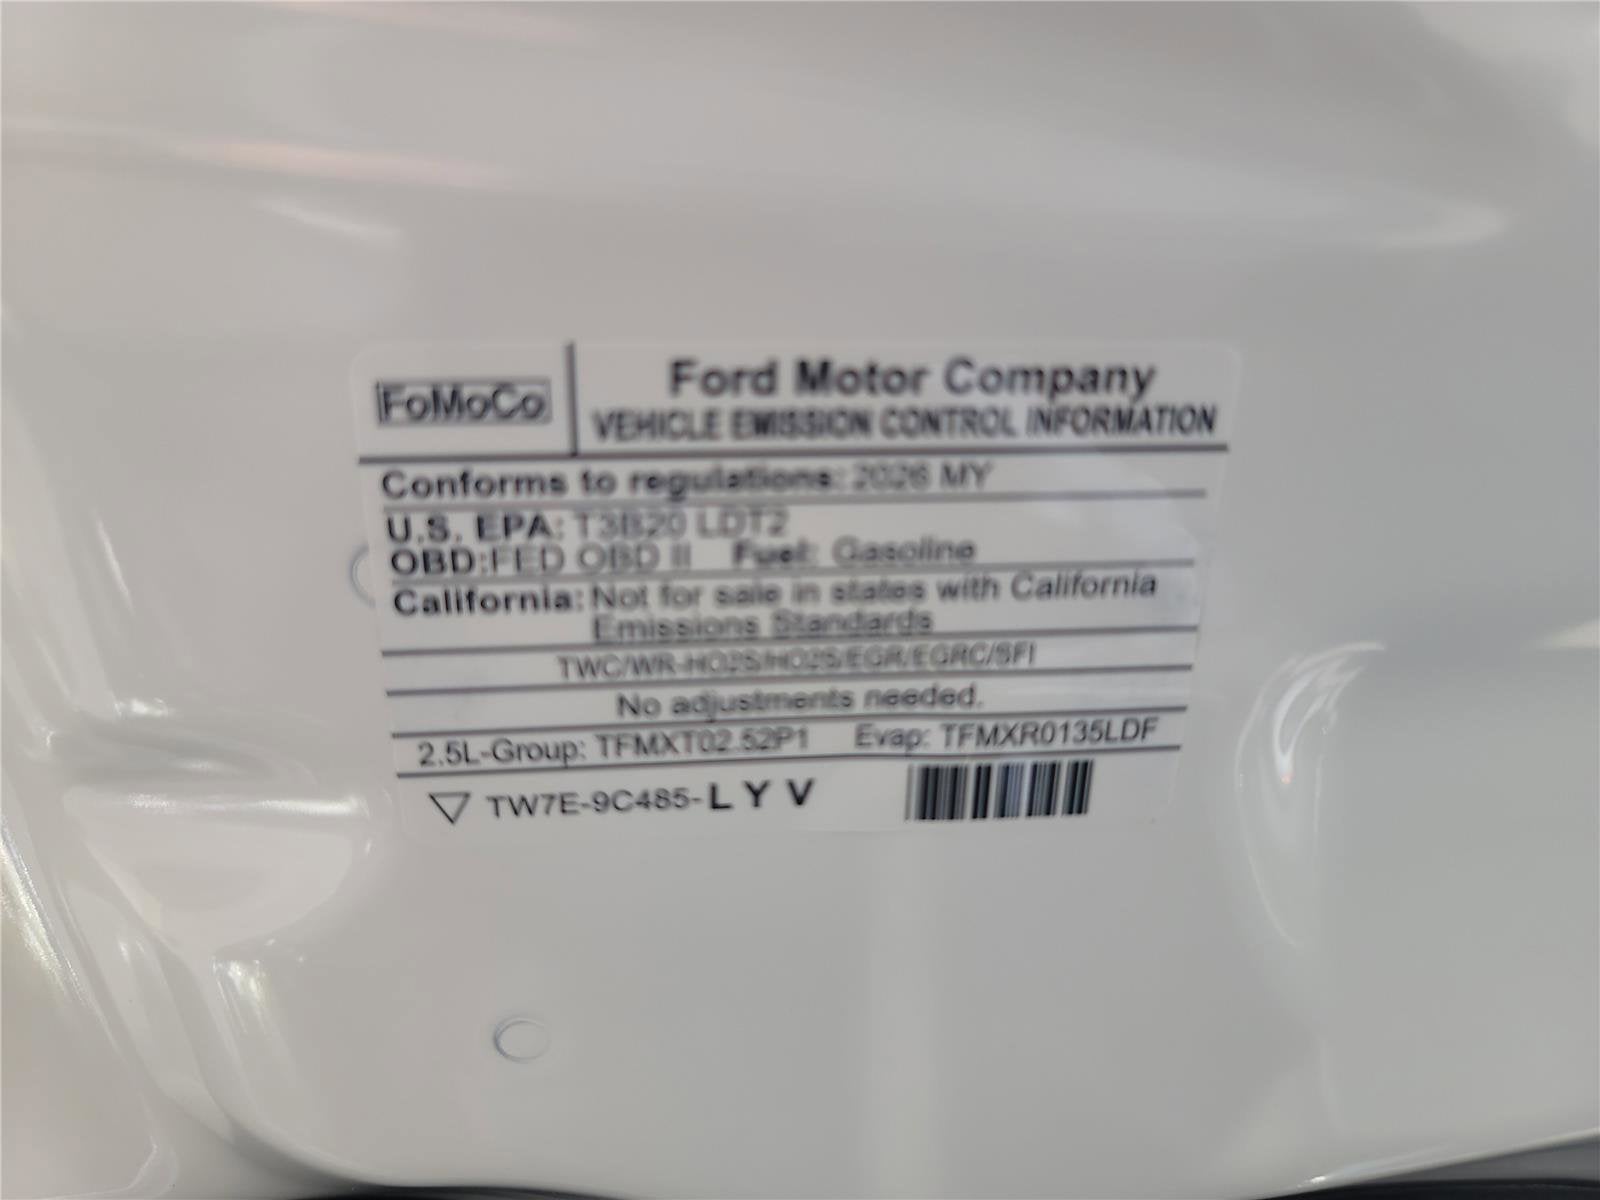 FoMoCo
Ford Motor Company
VEHICLE EMISSION CONTROL INFORMATION
Conforms to regulations: 2026 MY
U.S. EPA: T3B20 LDT2
OBD:FED OBD II Fuel: Gasoline
California: Not for sale in states with California
Emissions Standards
TWC/WR-HO2S/HO2S/EGR/EGRC/SFI
No adjustments needed.
2.5L-Group: TFMXT02.52P1 Evap: TFMXR0135LDF
TW7E-9C485-L Y V